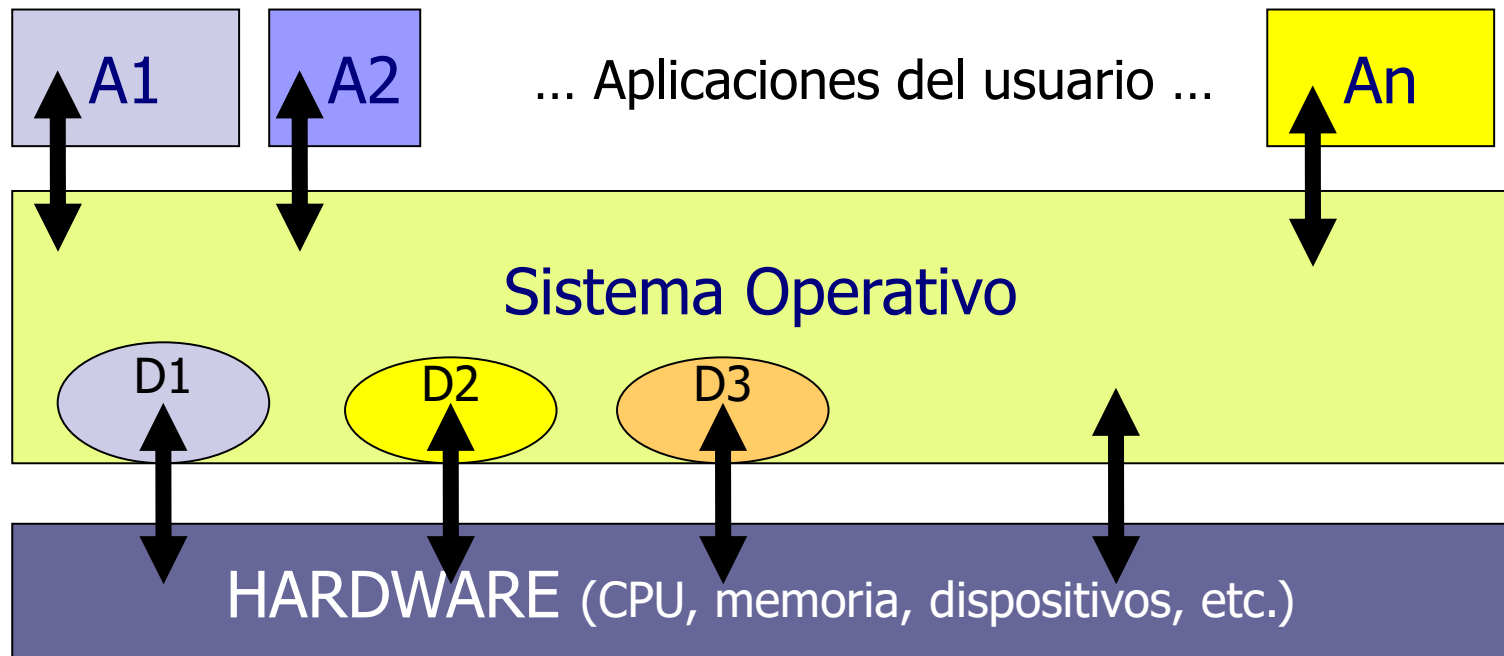 A1
A2
... Aplicaciones del usuario ...
An
Sistema Operativo
D1
D2
D3
HARDWARE (CPU, memoria, dispositivos, etc.)